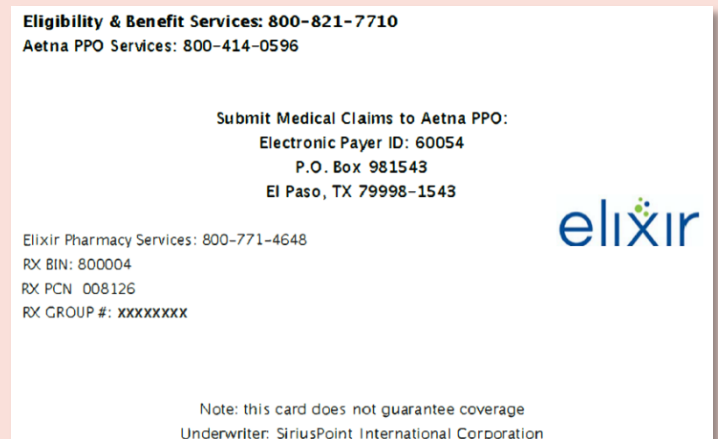 Eligibility & Benefit Services: 800-821-7710
Aetna PPO Services: 800-414-0596
Submit Medical Claims to Aetna PPO:
Electronic Payer ID: 60054
P.O. Box 981543
El Paso, TX 79998-1543
elixir
Elixir Pharmacy Services: 800-771-4648
RX BIN: 800004
RX PCN 008126
RX GROUP #: XXXXXXXX
Note: this card does not guarantee coverage
Underwriter: SiriusPoint International Corporation